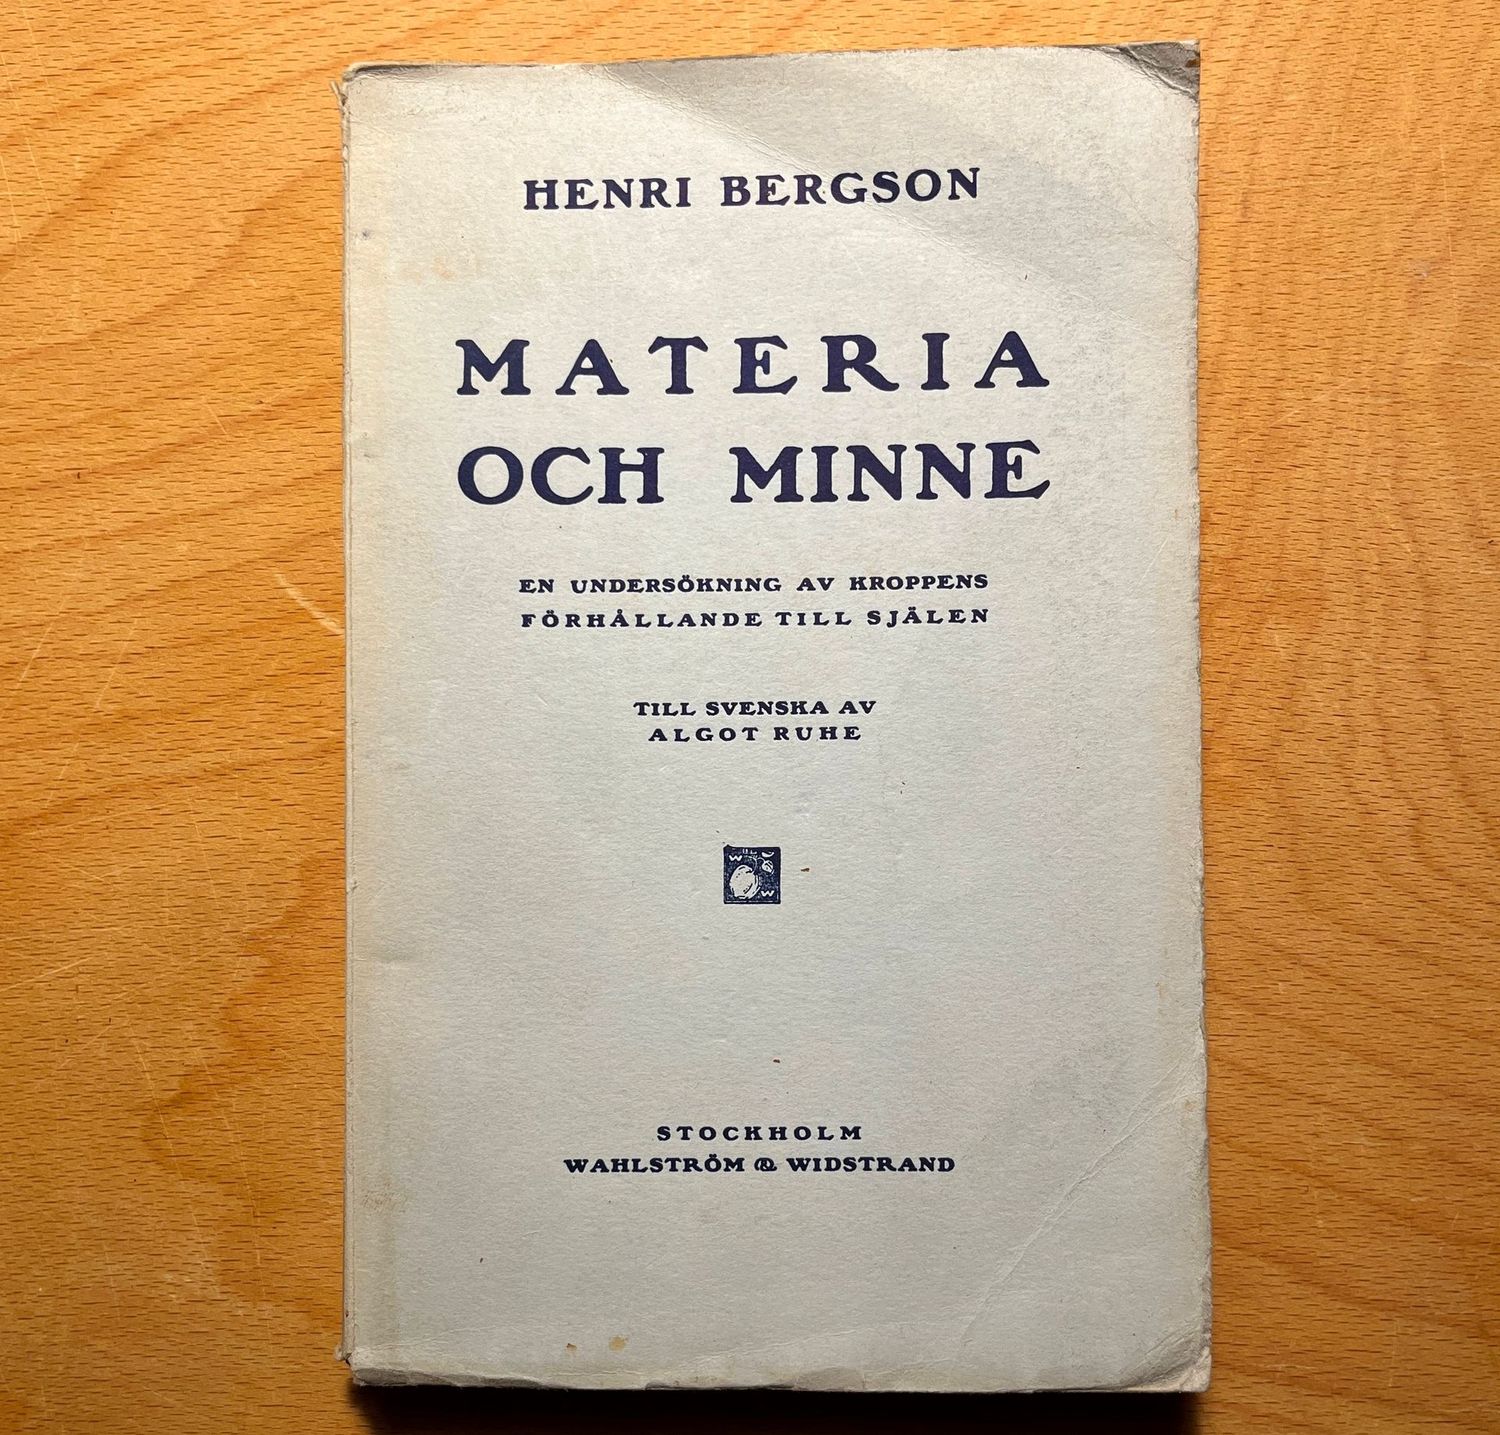 HENRI BERGSON
MATERIA
OCH MINNE
EN UNDERSÖKNING AV KROPPENS
FÖRHÅLLANDE TILL SJÄLEN
TILL SVENSKA AV
ALGOT RUHE
W
W
STOCKHOLM
WAHLSTRÖM & WIDSTRAND